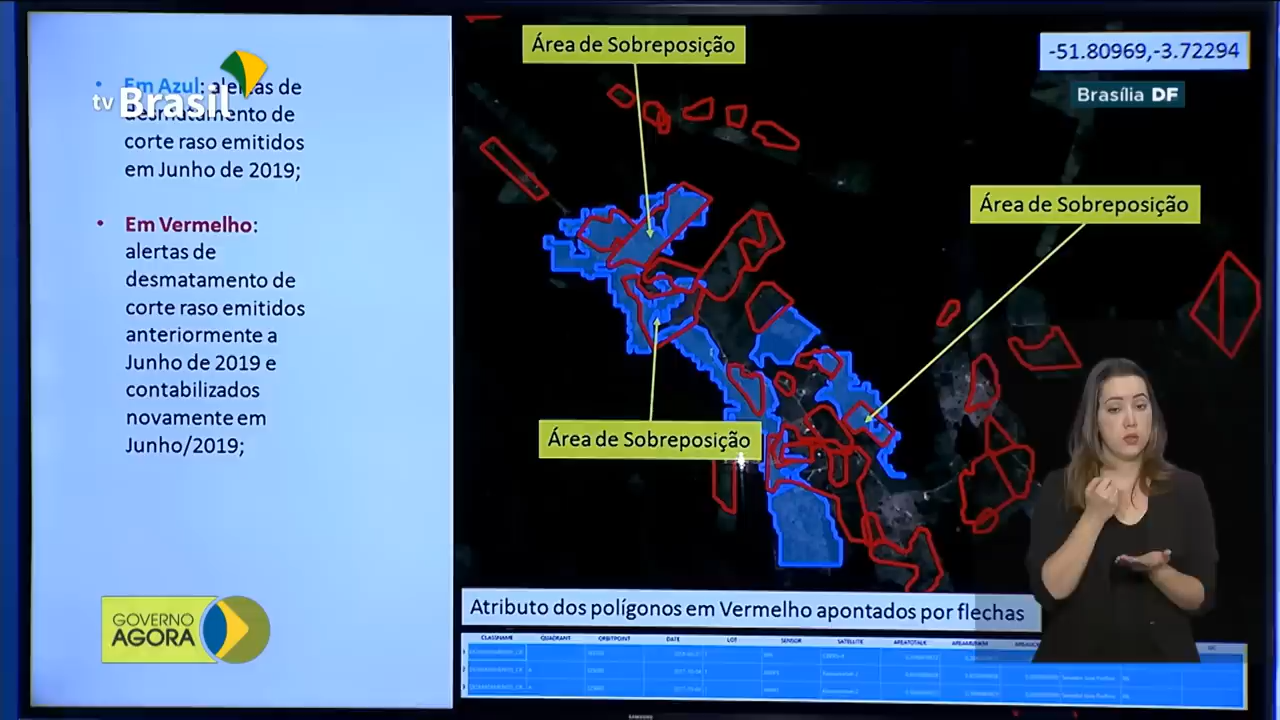 Em Azul: alertas de
desmatamento de
corte raso emitidos
em Junho de 2019;
Em Vermelho:
alertas de
desmatamento de
corte raso emitidos
anteriormente a
Junho de 2019 e
contabilizados
novamente em
Junho/2019;
tv Brasil
GOVERNO
AGORA
Área de Sobreposição
-51.80969,-3.72294
Brasília DF
Área de Sobreposição
Área de Sobreposição
Atributo dos polígonos em Vermelho apontados por flechas
CLASSNAME QUADRANT ORBITPOINT DATE LOT SENSOR SATELLITE AREATOTALK
SAMSUNG